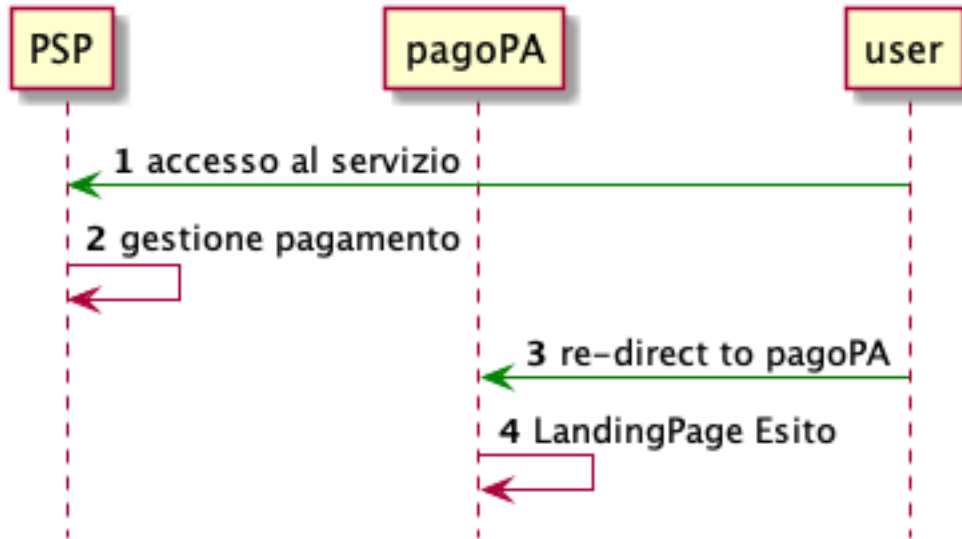 PSP pagoPA user
1 accesso al servizio
2 gestione pagamento
3 re-direct to pagoPA
4 LandingPage Esito